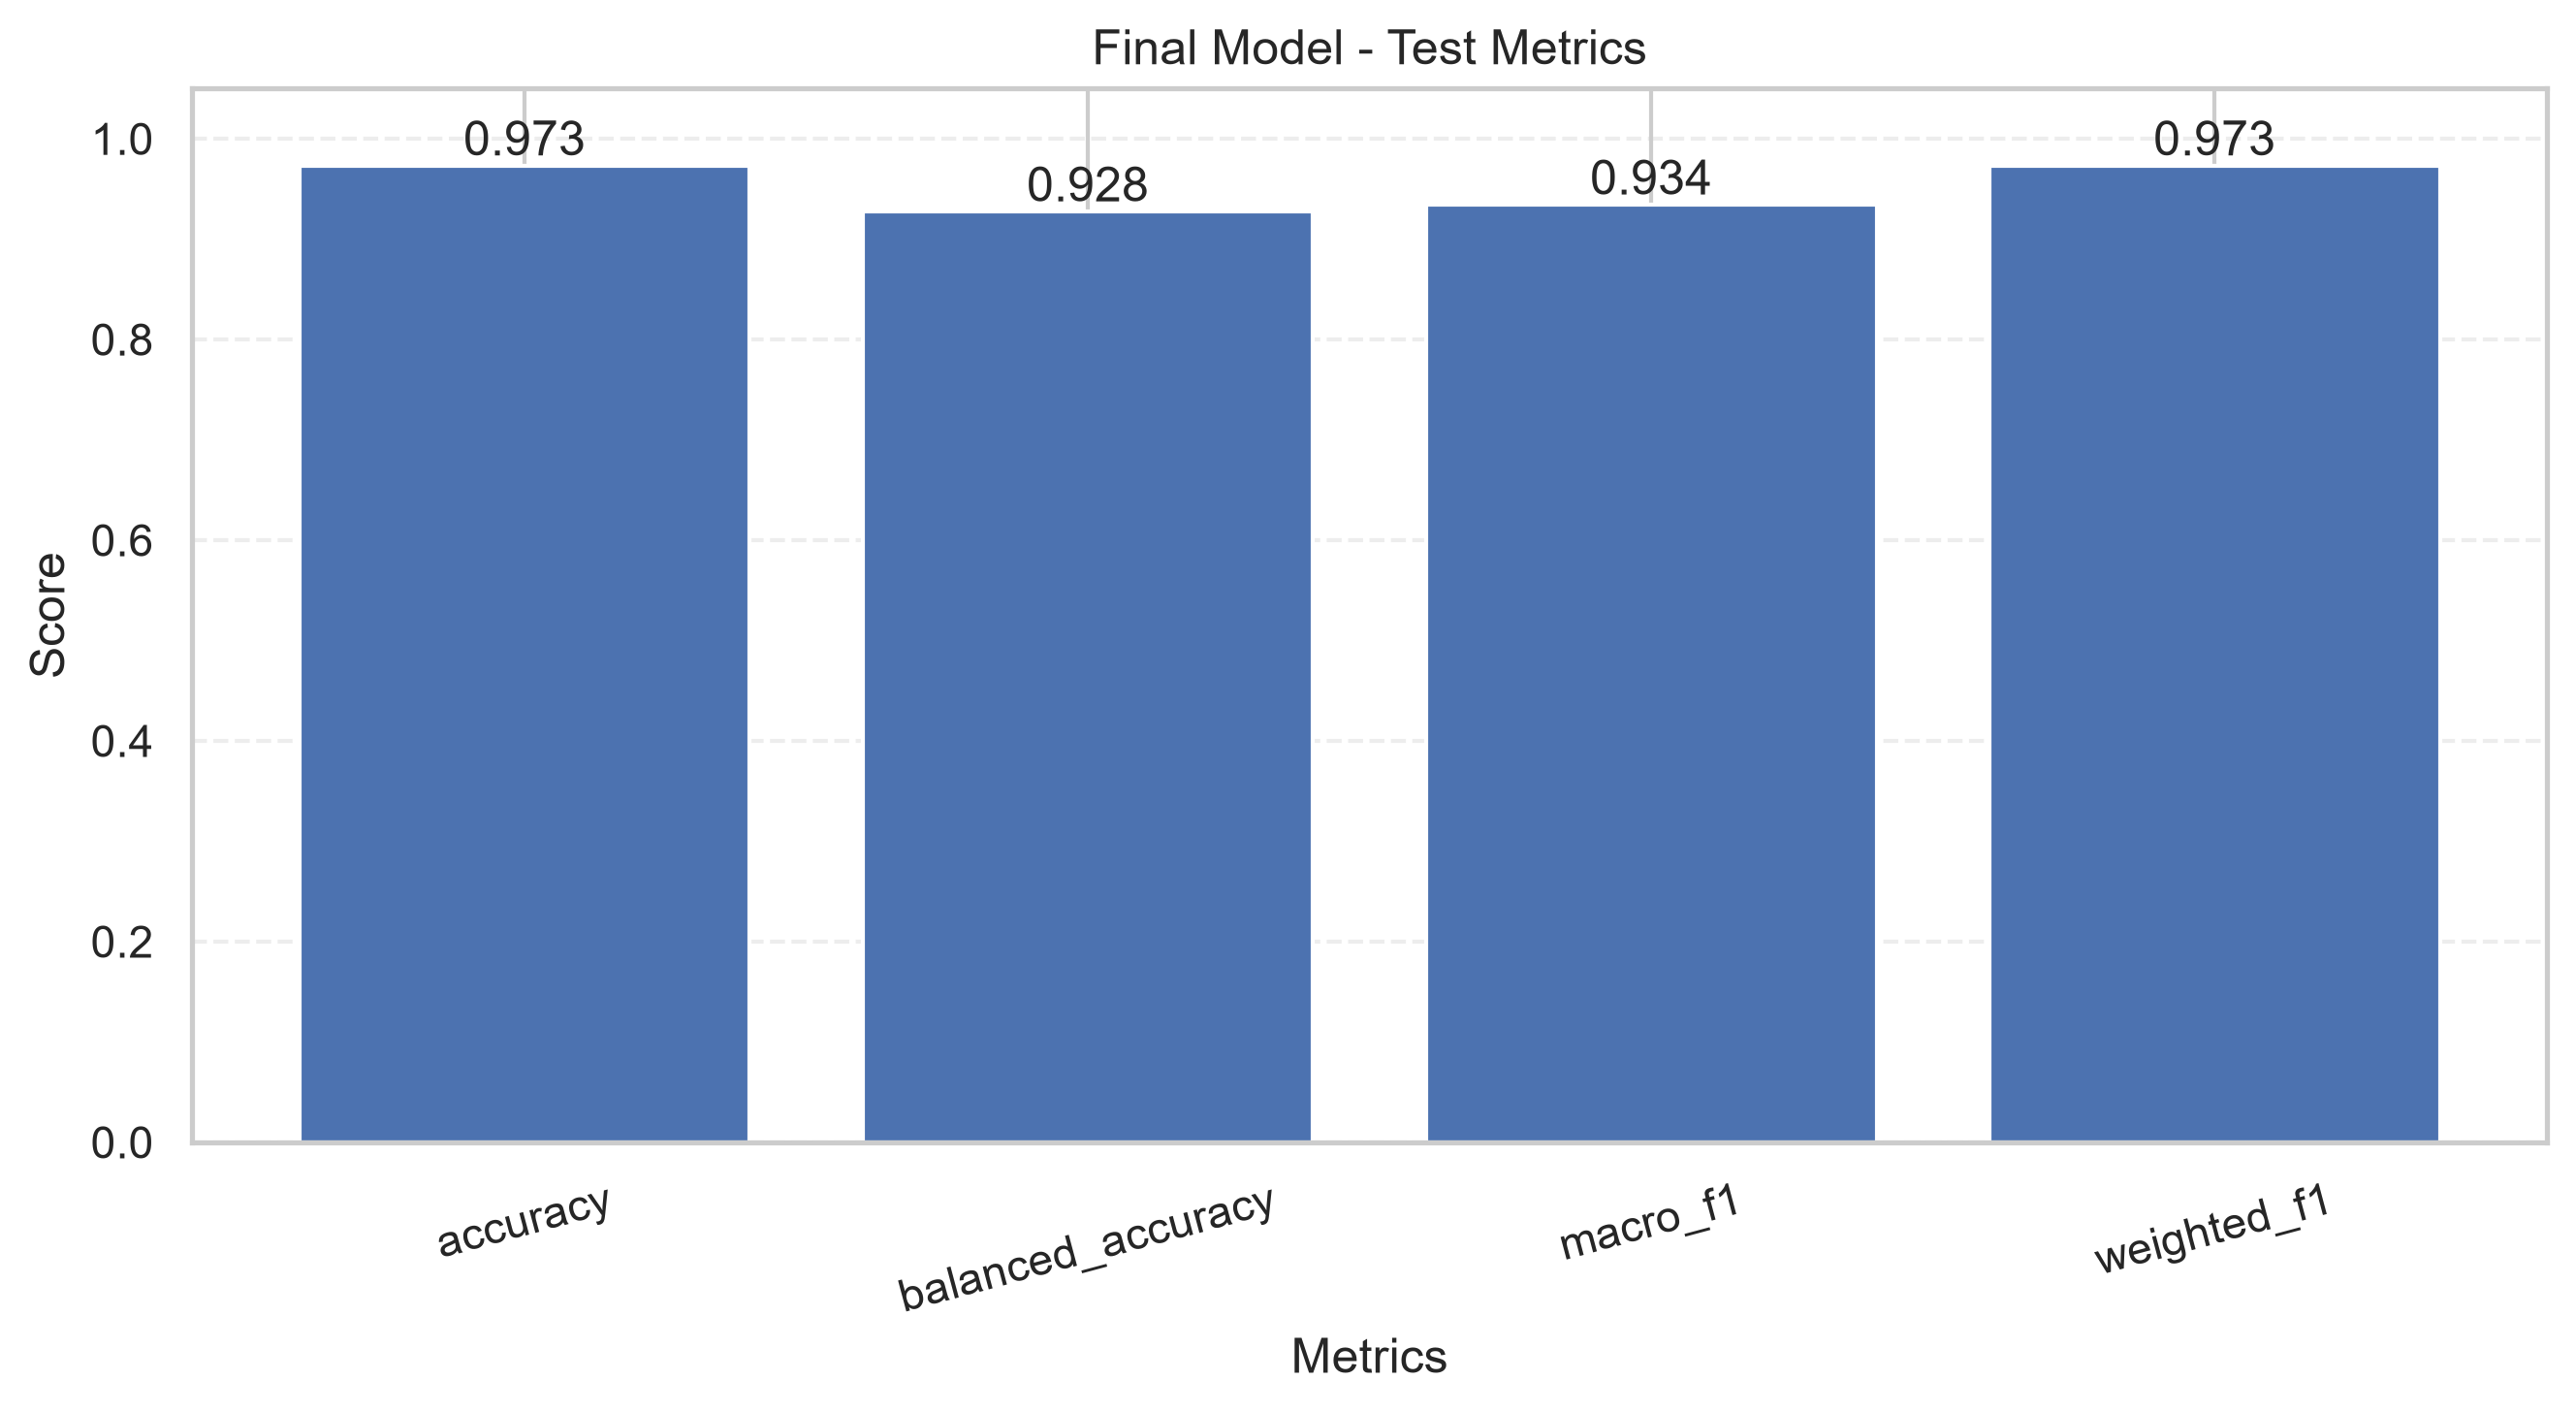 Final Model - Test Metrics
1.0
0.8
0.6
0.4
0.2
0.0
Score
0.973
0.928
0.934
0.973
accuracy
balanced_accuracy
macro_f1
weighted_f1
Metrics